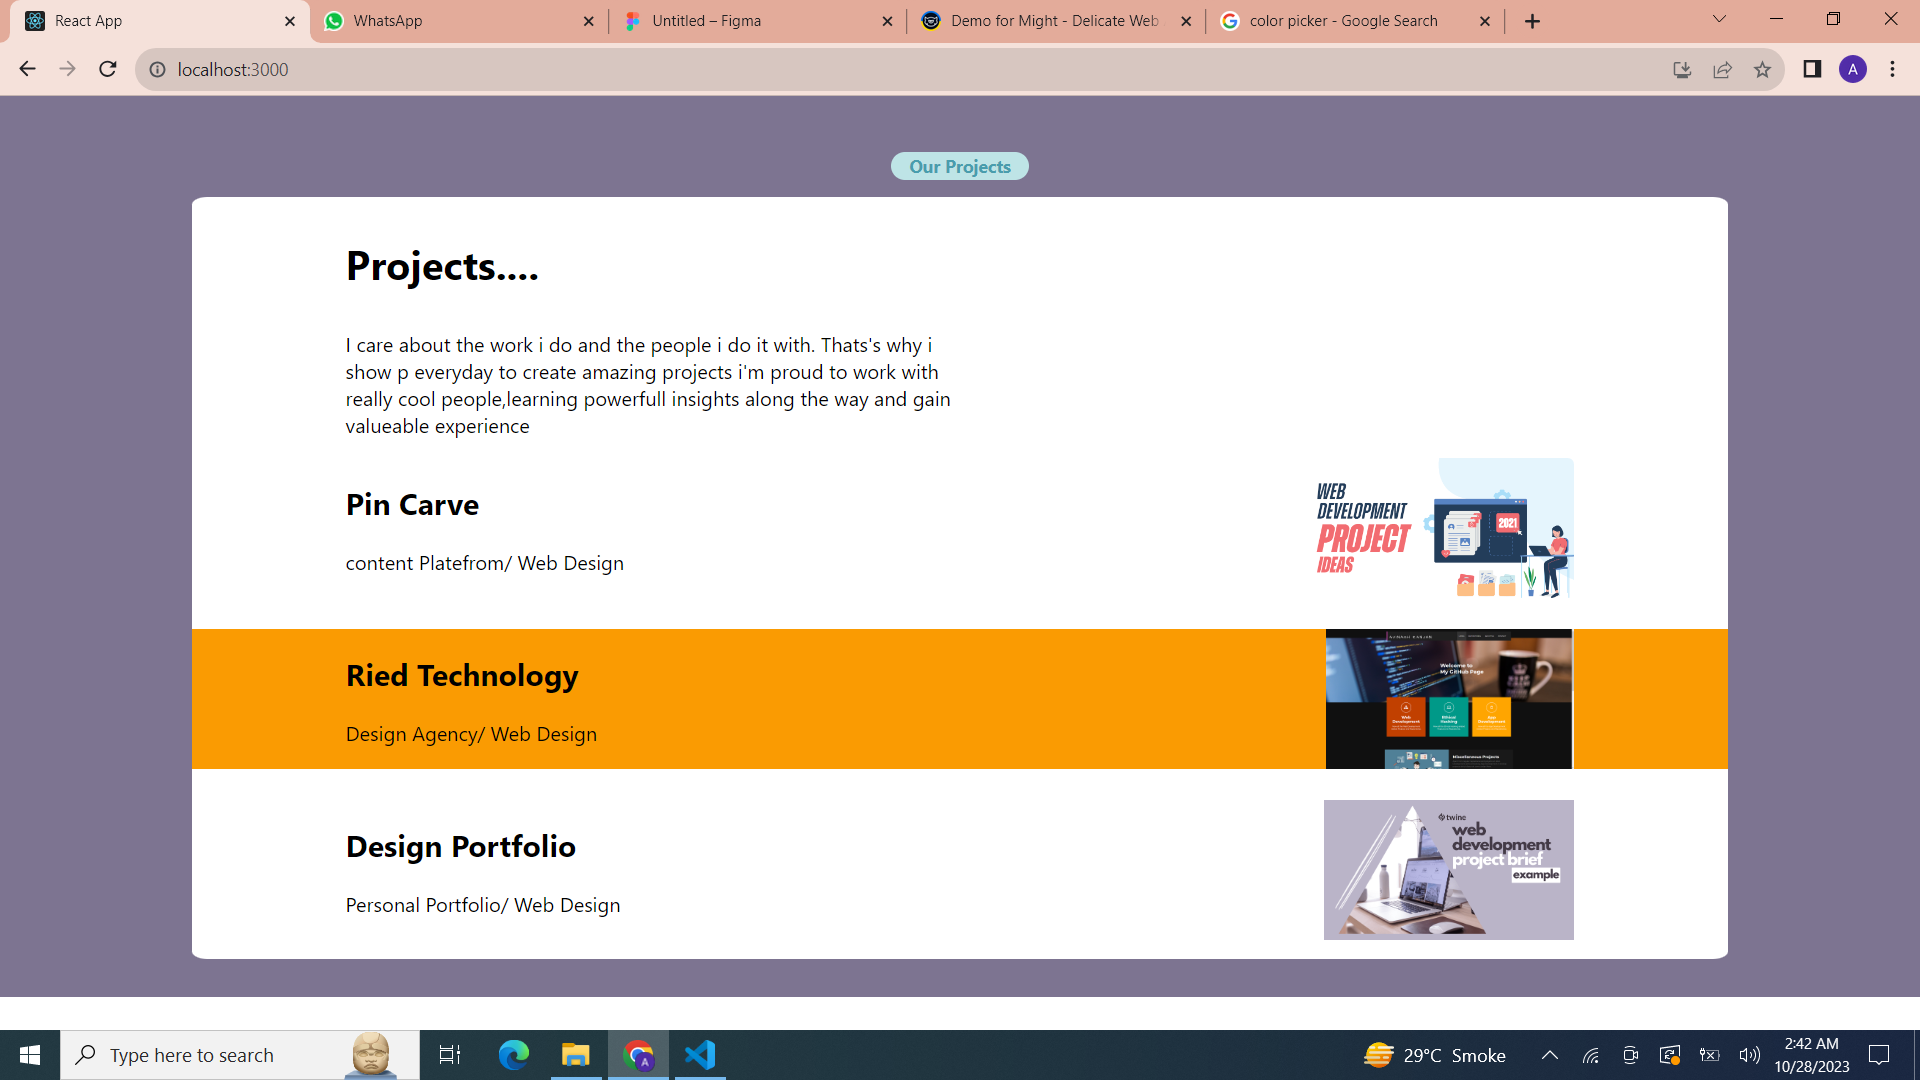 React App
WhatsApp
Untitled – Figma
Demo for Might - Delicate Web
color picker - Google Search
localhost:3000
A
Our Projects
Projects....
I care about the work i do and the people i do it with. Thats's why i
show p everyday to create amazing projects i'm proud to work with
really cool people,learning powerfull insights along the way and gain
valueable experience
Pin Carve
content Platefrom/ Web Design
WEB
DEVELOPMENT
PROJECT
IDEAS
2021
Ried Technology
Design Agency/ Web Design
Welcome to
My GitHub Page
Web
Development
Ethical
Hacking
Miscellaneous Projects
Design Portfolio
Personal Portfolio/ Web Design
twine
web
development
project brief
example
Type here to search
A
29°C Smoke
2:42 AM
10/28/2023